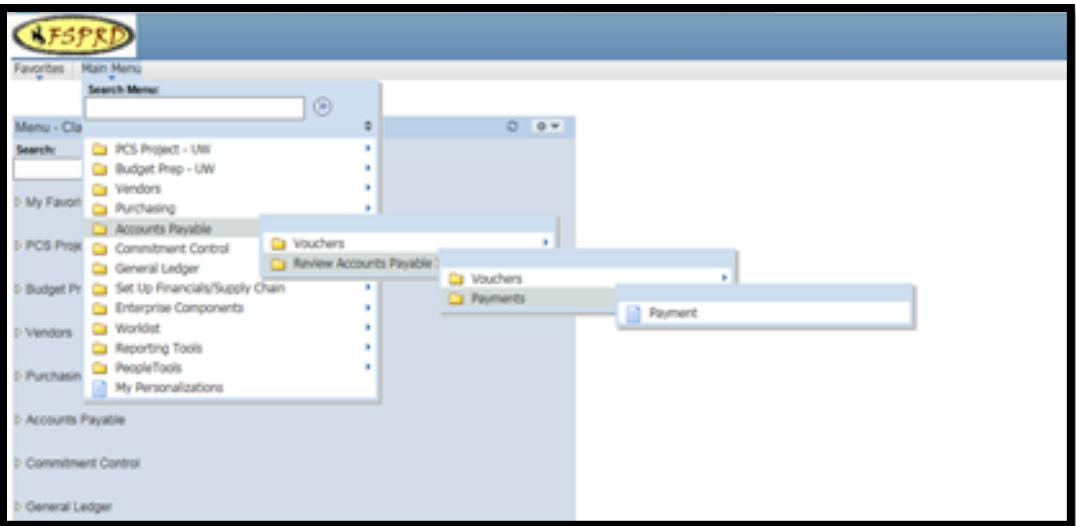 FSPRD
Favorites Main Menu
Search Menu:
Menu - Cla
Search:
PCS Project - UW
Budget Prep - UW
Vendors
My Favori
Purchasing
Accounts Payable
Vouchers
PCS Proje
Commitment Control
Review Accounts Payable
General Ledger
Vouchers
Budget Pr
Set Up Financials/Supply Chain
Payments
Enterprise Components
Payment
Vendors
Worklist
Reporting Tools
PeopleTools
Purchasin
My Personalizations
Accounts Payable
Commitment Control
General Ledger